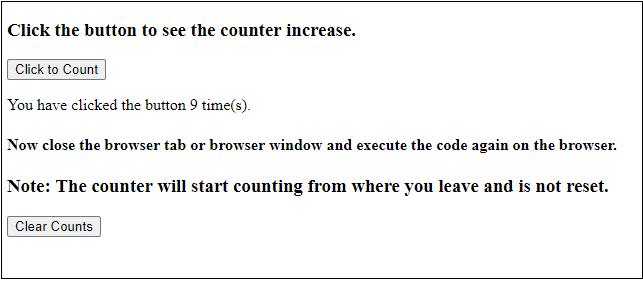 Click the button to see the counter increase.
Click to Count
You have clicked the button 9 time(s).
Now close the browser tab or browser window and execute the code again on the browser.
Note: The counter will start counting from where you leave and is not reset.
Clear Counts